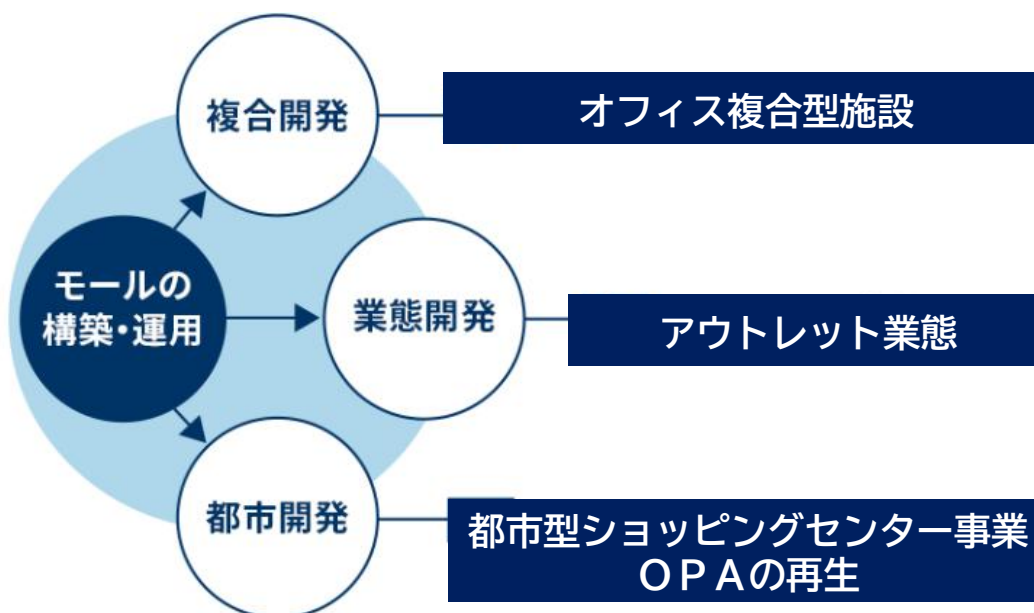 複合開発
オフィス複合型施設
モールの
構築・運用
業態開発
アウトレット業態
都市開発
都市型ショッピングセンター事業
ＯＰＡの再生